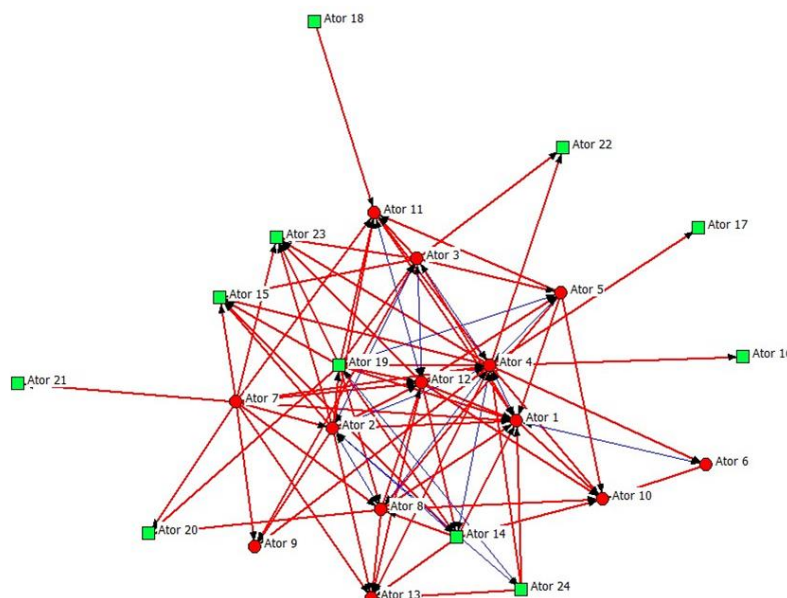 Ator 18
Ator 22
Ator 11
Ator 17
Ator 23
Ator 3
Ator 5
Ator 15
Ator 16
Ator 19
Ator 4
Ator 21
Ator 12
Ator 7
Ator 1
Ator 2
Ator 6
Ator 10
Ator 8
Ator 20
Ator 14
Ator 9
Ator 24
Ator 13